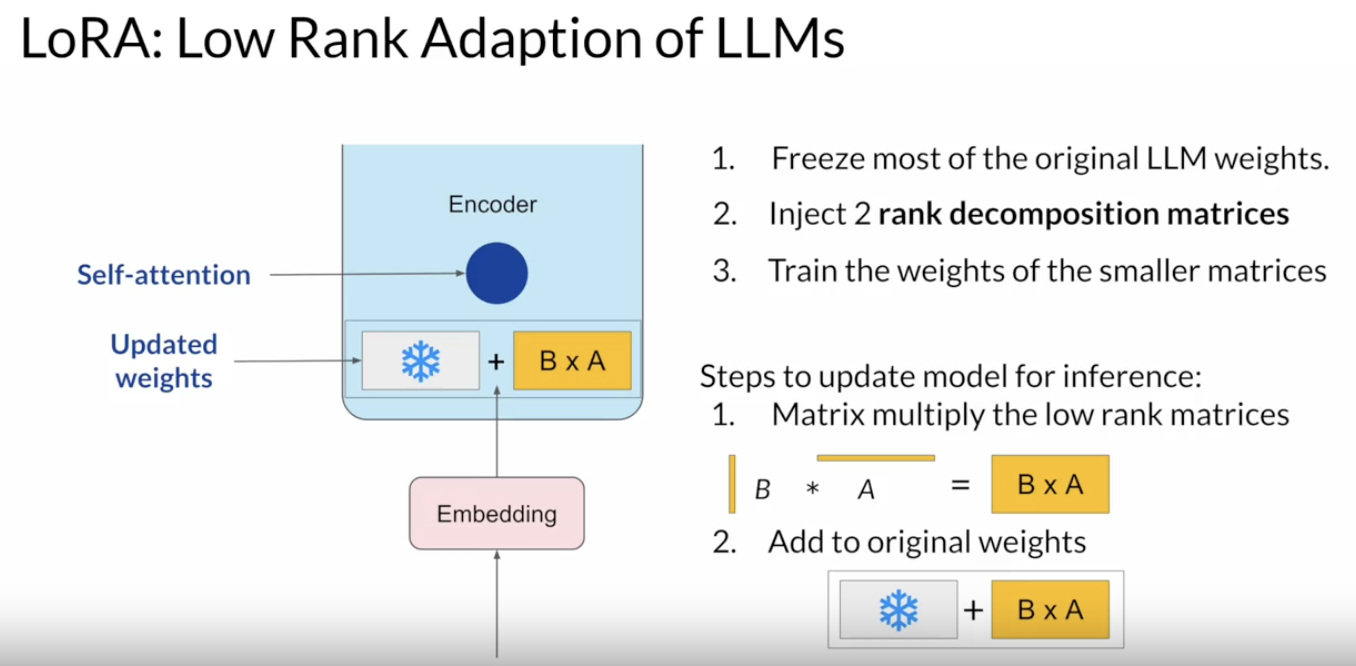 LoRA: Low Rank Adaption of LLMs
Encoder
Self-attention
Updated
weights
+
B x A
Embedding
1. Freeze most of the original LLM weights.
2. Inject 2 rank decomposition matrices
3. Train the weights of the smaller matrices
Steps to update model for inference:
1. Matrix multiply the low rank matrices
B * A = B x A
2. Add to original weights
+ B x A